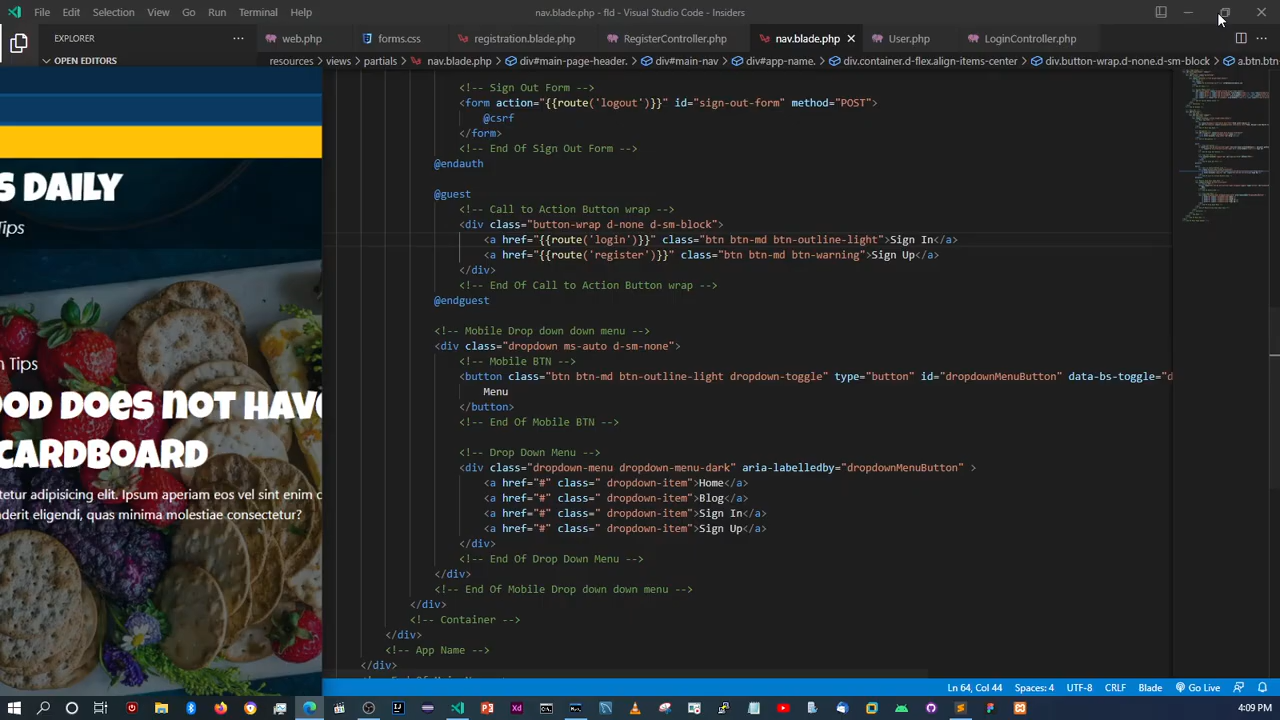 File Edit Selection View Go Run Terminal Help
nav.blade.php - fld - Visual Studio Code - Insiders
EXPLORER
web.php forms.css registration.blade.php RegisterController.php nav.blade.php User.php LoginController.php
OPEN EDITORS
resources > views > partials > nav.blade.php > div#main-page-header. > div#main-nav > div#app-name. > div.container.d-flex.align-items-center > div.button-wrap.d-none.d-sm-block > a.btn.btn
<!-- Sign Out Form -->
<form action="{{route('logout')}}" id="sign-out-form" method="POST">
@csrf
</form>
<!-- End Of Sign Out Form -->
@endauth
@guest
<!-- Call to Action Button wrap -->
<div class="button-wrap d-none d-sm-block">
<a href="{{route('login')}}" class="btn btn-md btn-outline-light">Sign In</a>
<a href="{{route('register')}}" class="btn btn-md btn-warning">Sign Up</a>
</div>
<!-- End Of Call to Action Button wrap -->
@endguest
<!-- Mobile Drop down down menu -->
<div class="dropdown ms-auto d-sm-none">
<!-- Mobile BTN -->
<button class="btn btn-md btn-outline-light dropdown-toggle" type="button" id="dropdownMenuButton" data-bs-toggle="d
Menu
</button>
<!-- End Of Mobile BTN -->
<!-- Drop Down Menu -->
<div class="dropdown-menu dropdown-menu-dark" aria-labelledby="dropdownMenuButton" >
<a href="#" class=" dropdown-item">Home</a>
<a href="#" class=" dropdown-item">Blog</a>
<a href="#" class=" dropdown-item">Sign In</a>
<a href="#" class=" dropdown-item">Sign Up</a>
</div>
<!-- End Of Drop Down Menu -->
</div>
<!-- End Of Mobile Drop down down menu -->
</div>
<!-- Container -->
</div>
<!-- App Name -->
</div>
S DAILY
Tips
n Tips
OOD DOES NOT HAVE
CARDBOARD
tetur adipisicing elit. Ipsum aperiam eos vel sint enim c
nderit eligendi, quas minima molestiae consectetur?
Ln 64, Col 44 Spaces: 4 UTF-8 CRLF Blade Go Live
4:09 PM